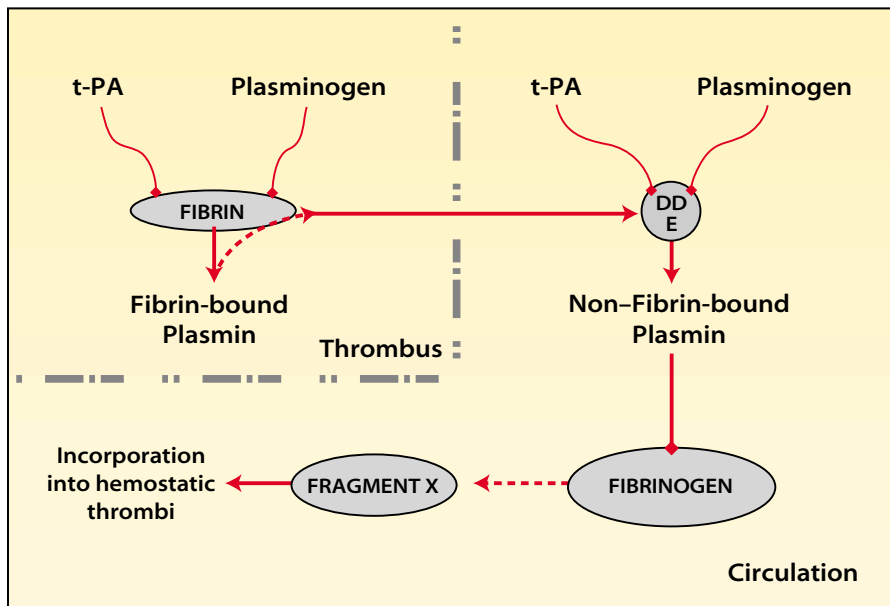 t-PA
Plasminogen
FIBRIN
Fibrin-bound
Plasmin
Thrombus
t-PA
Plasminogen
DD
E
Non–Fibrin-bound
Plasmin
Incorporation
into hemostatic
thrombi
FRAGMENT X
FIBRINOGEN
Circulation